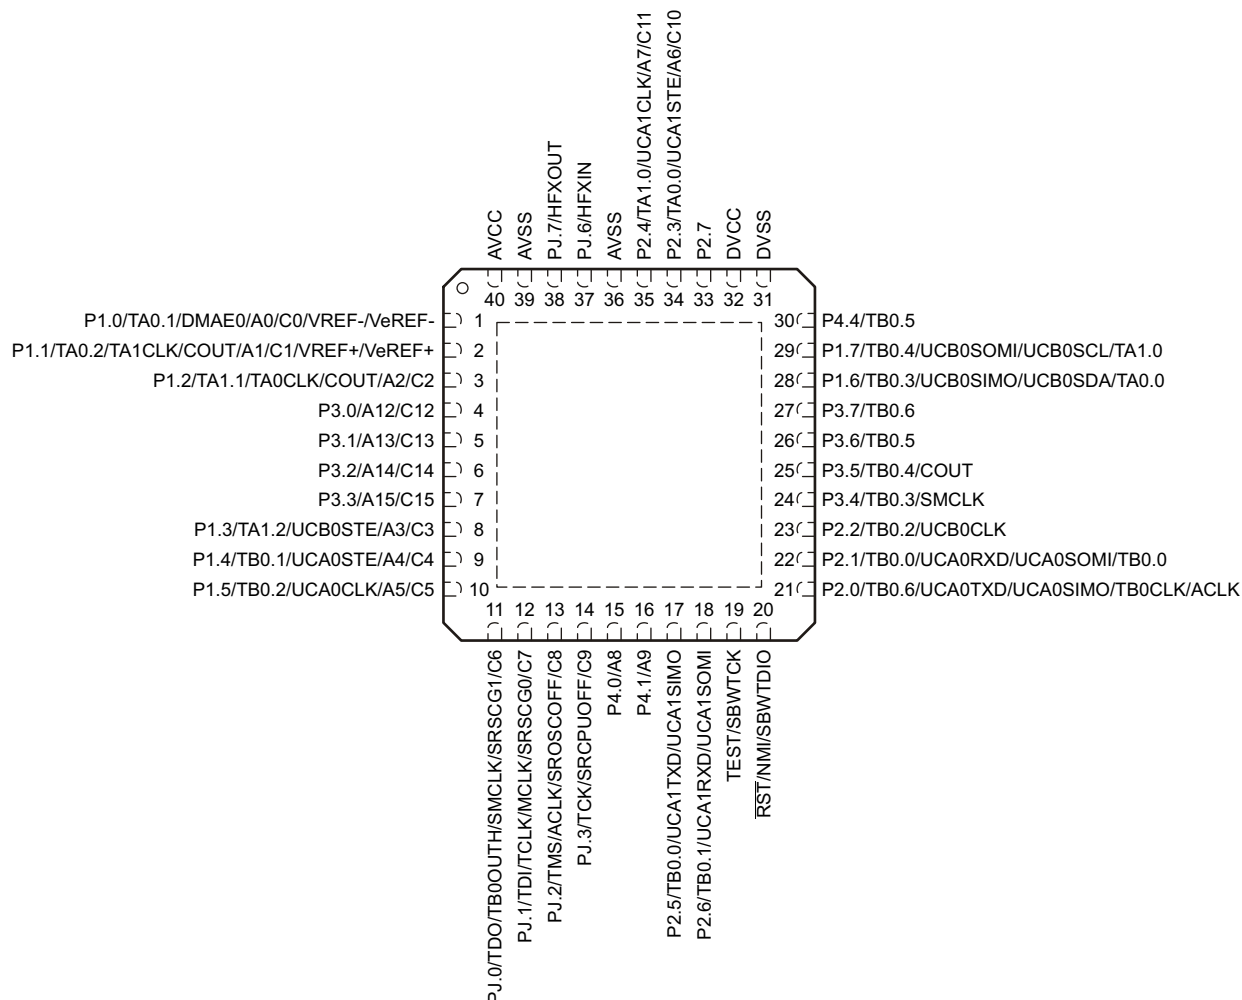 P2.4/TA1.0/UCA1CLK/A7/C11
P2.3/TA0.0/UCA1STE/A6/C10
AVCC
AVSS
PJ.7/HFXOUT
PJ.6/HFXIN
AVSS
P2.7
DVCC
DVSS
40 39 38 37 36 35 34 33 32 31
P1.0/TA0.1/DMAE0/A0/C0/VREF-/VeREF- 1
P1.1/TA0.2/TA1CLK/COUT/A1/C1/VREF+/VeREF+ 2
P1.2/TA1.1/TA0CLK/COUT/A2/C2 3
P3.0/A12/C12 4
P3.1/A13/C13 5
P3.2/A14/C14 6
P3.3/A15/C15 7
P1.3/TA1.2/UCB0STE/A3/C3 8
P1.4/TB0.1/UCA0STE/A4/C4 9
P1.5/TB0.2/UCA0CLK/A5/C5 10
30 P4.4/TB0.5
29 P1.7/TB0.4/UCB0SOMI/UCB0SCL/TA1.0
28 P1.6/TB0.3/UCB0SIMO/UCB0SDA/TA0.0
27 P3.7/TB0.6
26 P3.6/TB0.5
25 P3.5/TB0.4/COUT
24 P3.4/TB0.3/SMCLK
23 P2.2/TB0.2/UCB0CLK
22 P2.1/TB0.0/UCA0RXD/UCA0SOMI/TB0.0
21 P2.0/TB0.6/UCA0TXD/UCA0SIMO/TB0CLK/ACLK
11 12 13 14 15 16 17 18 19 20
PJ.0/TDO/TB0OUTH/SMCLK/SRSCG1/C6
PJ.1/TDI/TCLK/MCLK/SRSCG0/C7
PJ.2/TMS/ACLK/SROSCOFF/C8
PJ.3/TCK/SRCPUOFF/C9
P4.0/A8
P4.1/A9
P2.5/TB0.0/UCA1TXD/UCA1SIMO
P2.6/TB0.1/UCA1RXD/UCA1SOMI
TEST/SBWTCK
RST/NMI/SBWTDIO